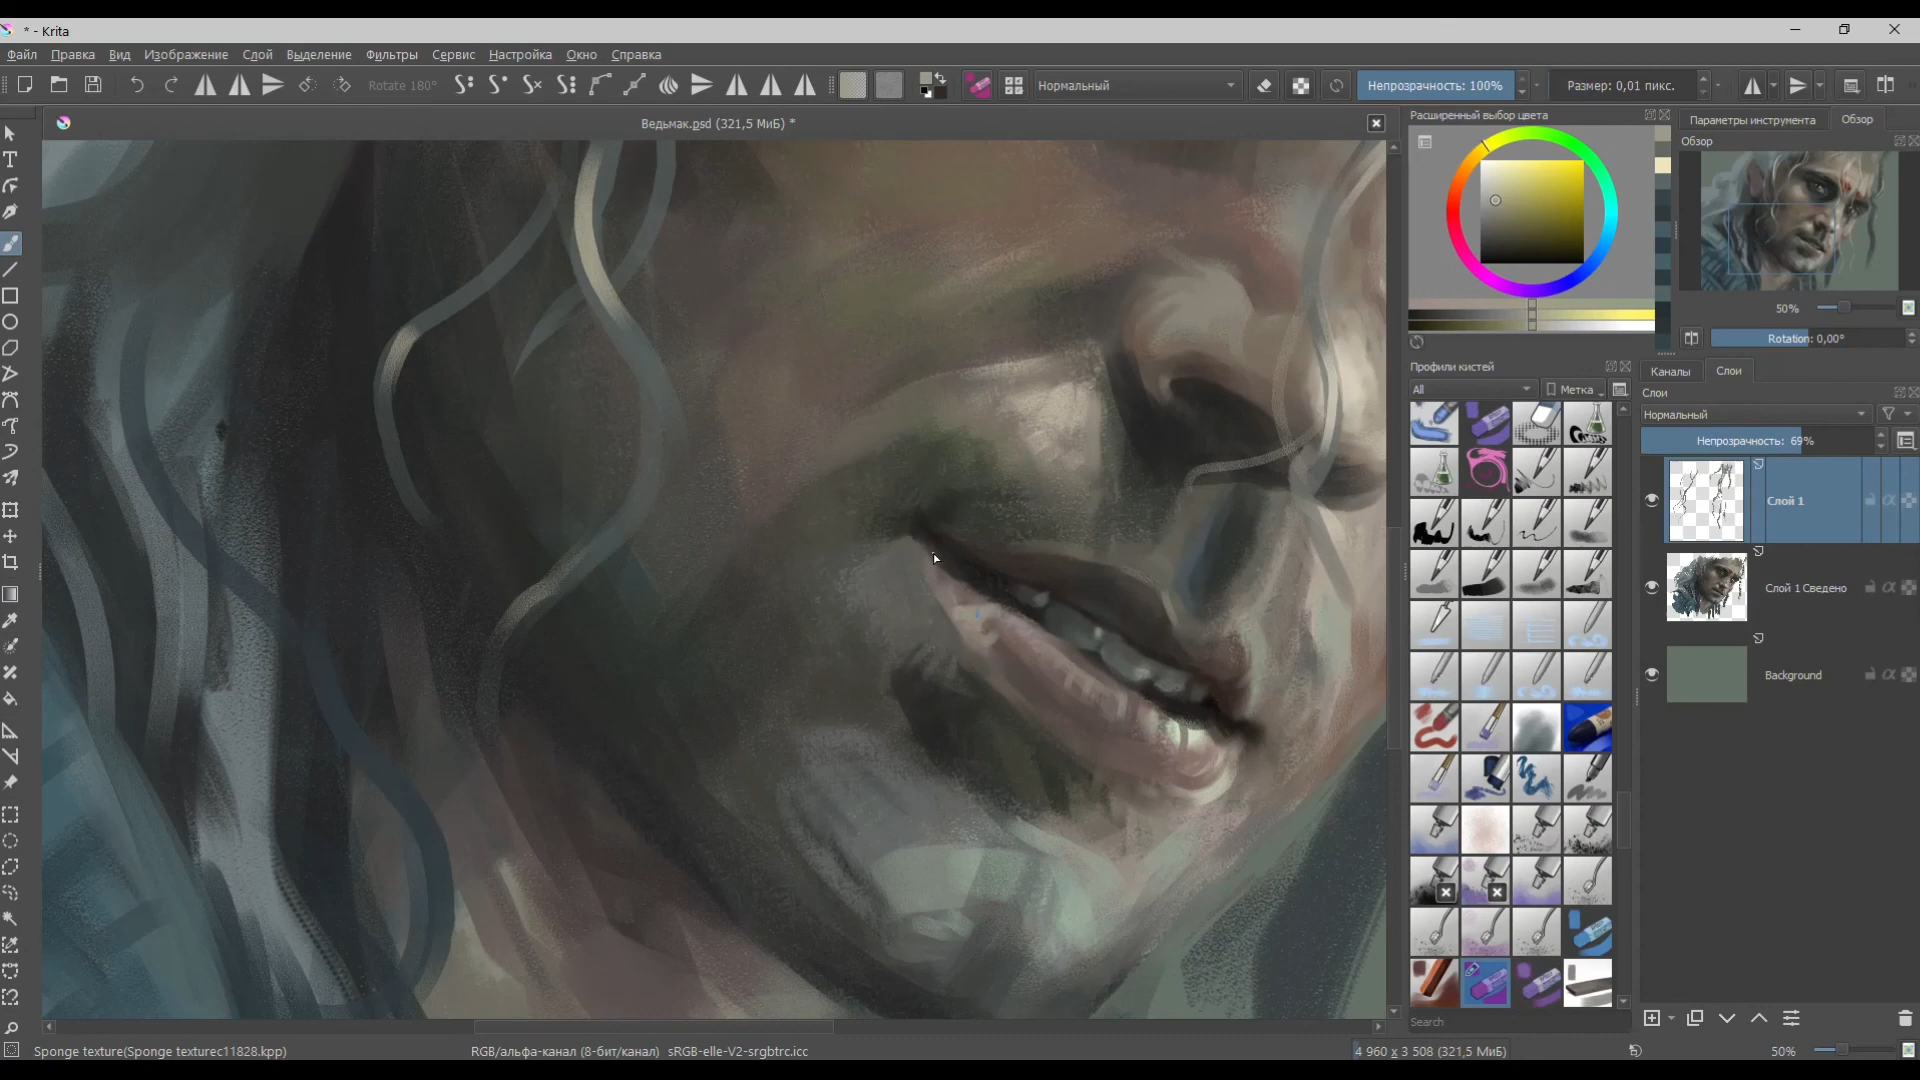 * - Krita
Файл Правка Вид Изображение Слой Выделение Фильтры Сервис Настройка Окно Справка
Rotate 180° Нормальный Непрозрачность: 100% Размер: 0,01 пикс.
Ведьмак.psd (321,5 МиБ) *
Расширенный выбор цвета
Параметры инструмента Обзор
Обзор
50%
Rotation: 0,00°
Профили кистей
All Метка
Каналы Слои
Слои
Нормальный
Непрозрачность: 69%
Слой 1
Слой 1 Сведено
Background
Search
Sponge texture(Sponge texturec11828.kpp) RGB/альфа-канал (8-бит/канал) sRGB-elle-V2-srgbtrc.icc 4 960 x 3 508 (321,5 МиБ) 50%